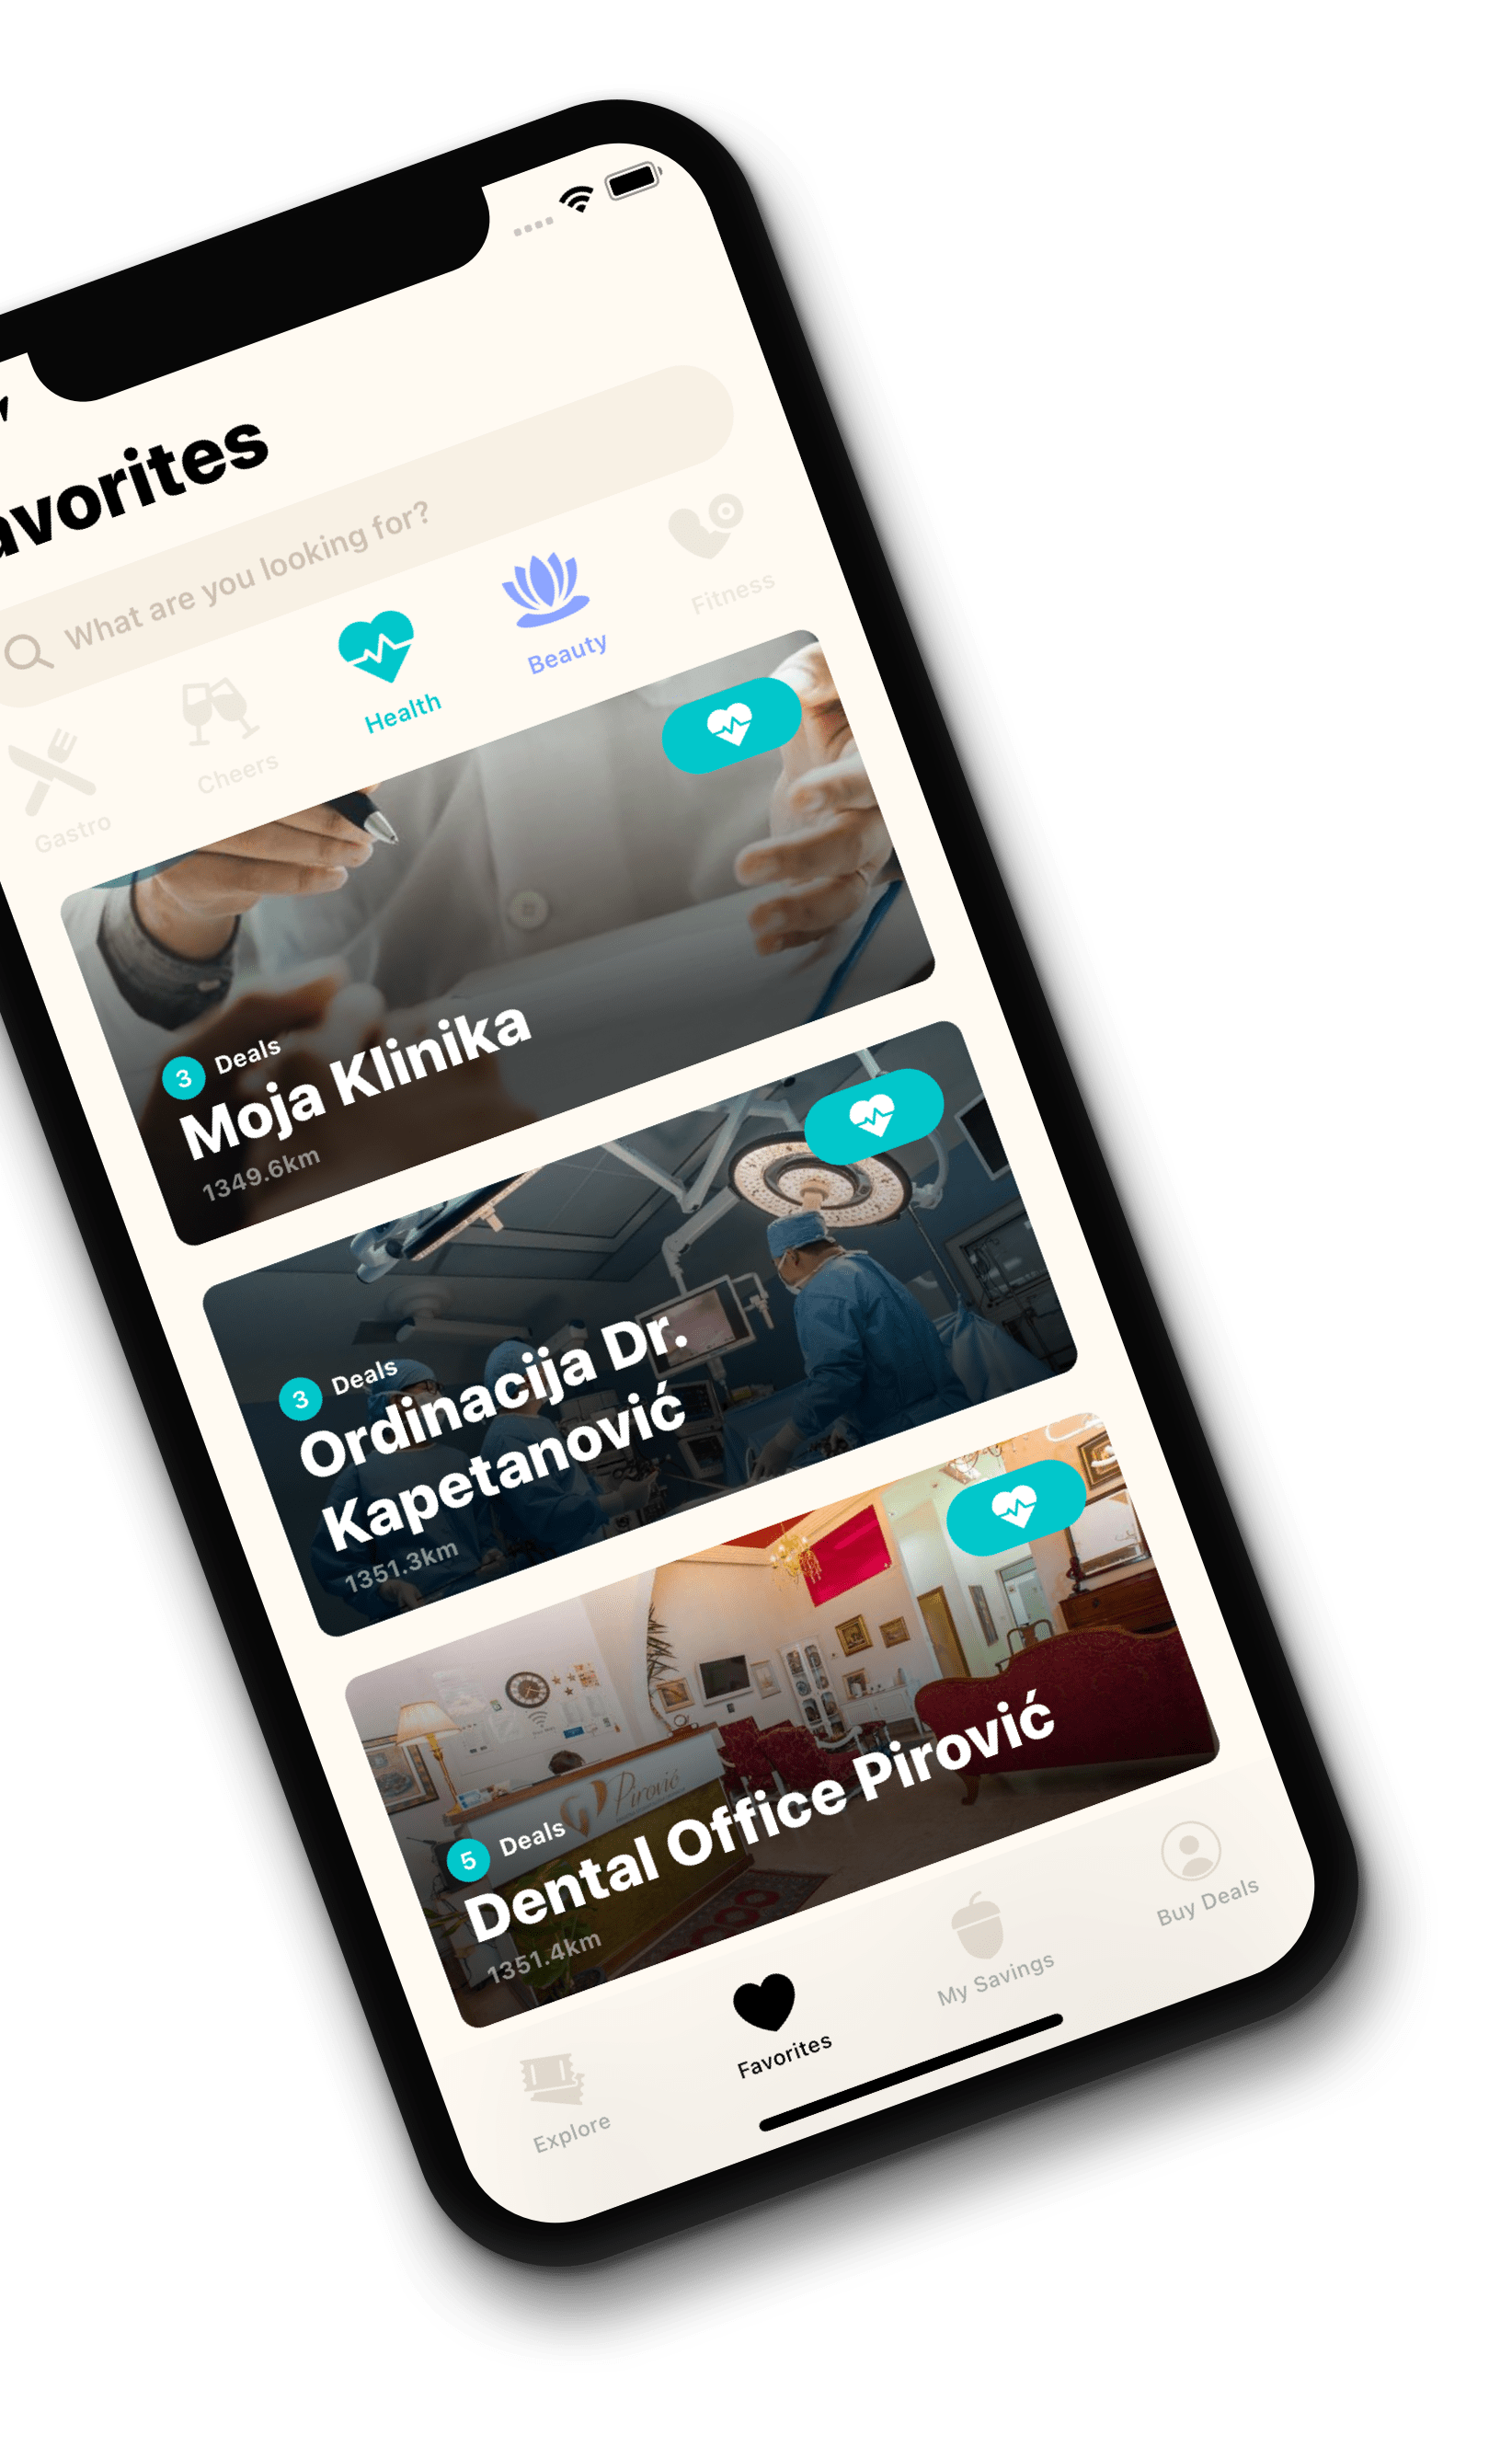 avorites
What are you looking for?
Gastro
Cheers
Health
Beauty
Fitness
3 Deals
Moja Klinika
1349.6km
3 Deals
Ordinacija Dr.
Kapetanović
1351.3km
Pirović
5 Deals
Dental Office Pirović
1351.4km
Explore
Favorites
My Savings
Buy Deals